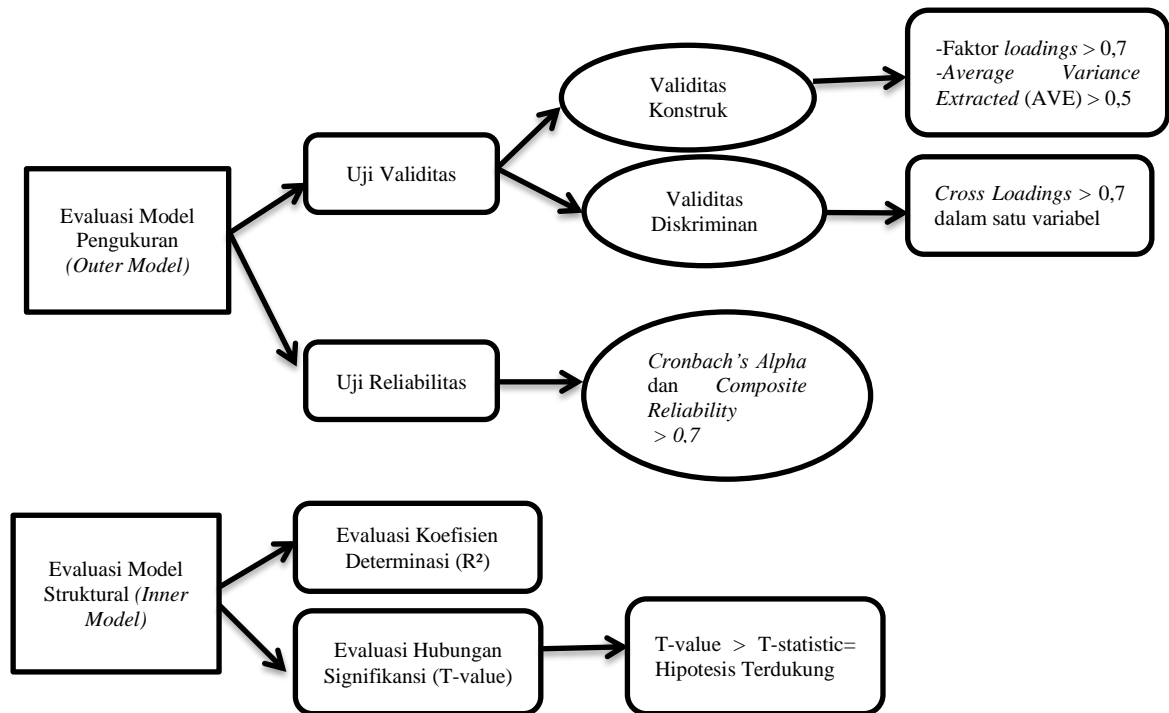 Evaluasi Model
Pengukuran
(Outer Model)
Uji Validitas
Validitas
Konstruk
-Faktor loadings > 0,7
-Average Variance
Extracted (AVE) > 0,5
Validitas
Diskriminan
Cross Loadings > 0,7
dalam satu variabel
Uji Reliabilitas
Cronbach's Alpha
dan Composite
Reliability
> 0,7
Evaluasi Model
Struktural (Inner
Model)
Evaluasi Koefisien
Determinasi (R²)
Evaluasi Hubungan
Signifikansi (T-value)
T-value > T-statistic=
Hipotesis Terdukung